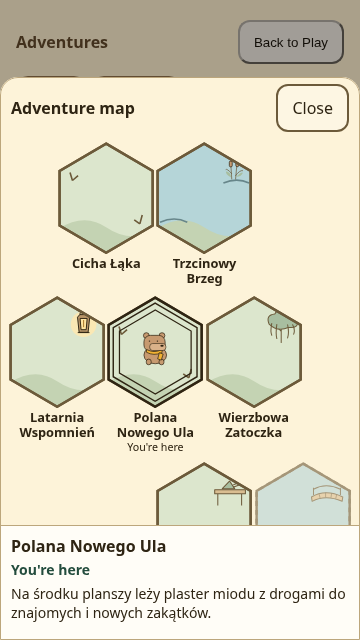 Adventures
Back to Play
Adventure map
Close
Cicha Łąka
Trzcinowy
Brzeg
Latarnia
Wspomnień
Polana
Nowego Ula
You're here
Wierzbowa
Zatoczka
Polana Nowego Ula
You're here
Na środku planszy leży plaster miodu z drogami do
znajomych i nowych zakątków.